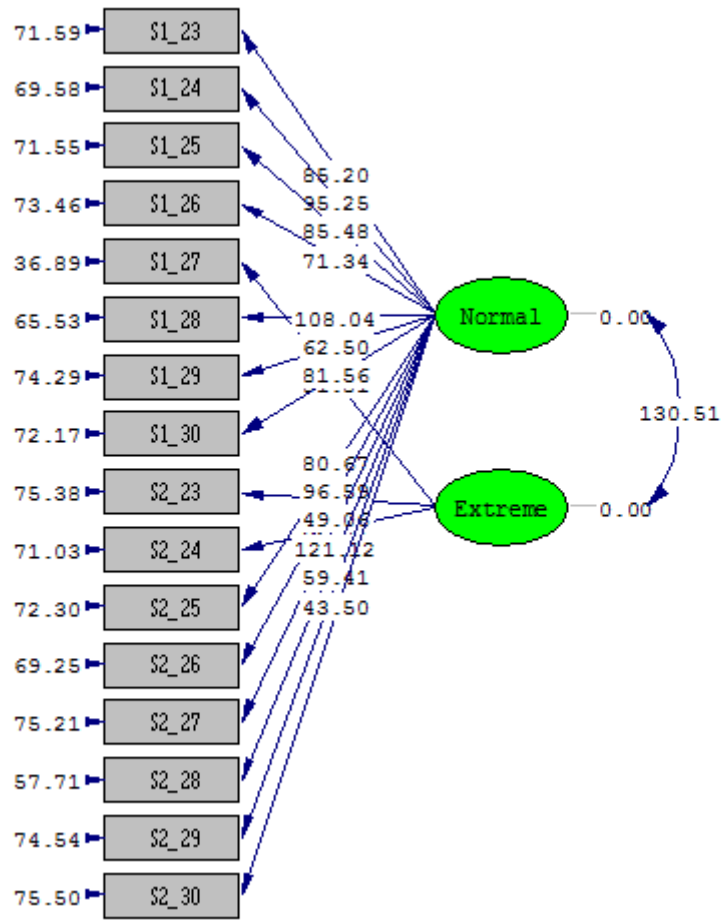 71.59 S1_23
69.58 S1_24
71.55 S1_25
73.46 S1_26
36.89 S1_27
65.53 S1_28
74.29 S1_29
72.17 S1_30
75.38 S2_23
71.03 S2_24
72.30 S2_25
69.25 S2_26
75.21 S2_27
57.71 S2_28
74.54 S2_29
75.50 S2_30
85.20
95.25
85.48
71.34
108.04
62.50
81.56
80.67
96.59
49.06
121.12
59.41
43.50
Normal 0.00
130.51
Extreme 0.00